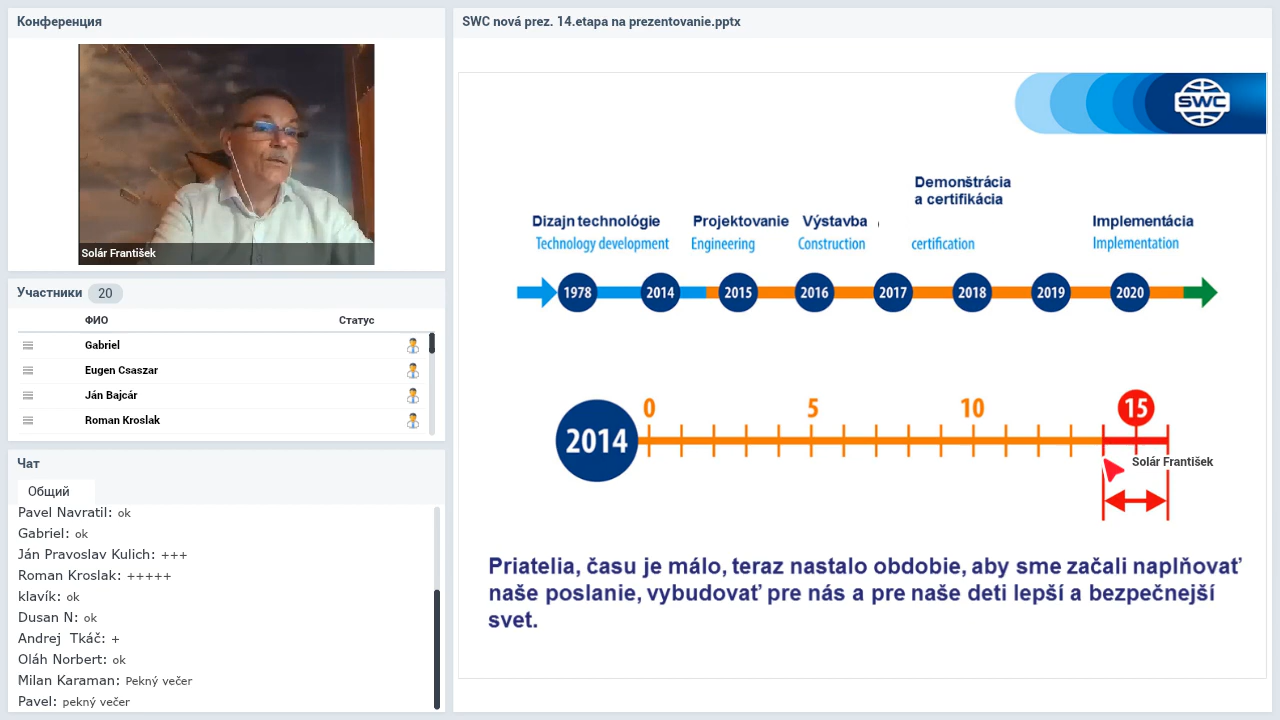 Конференция
Solár František
Участники 20
ФИО Статус
Gabriel
Eugen Csaszar
Ján Bajcár
Roman Kroslak
Чат
Общий
Pavel Navratil: ok
Gabriel: ok
Ján Pravoslav Kulich: +++
Roman Kroslak: +++++
klavík: ok
Dusan N: ok
Andrej Tkáč: +
Oláh Norbert: ok
Milan Karaman: Pekný večer
Pavel: pekný večer
SWC nová prez. 14.etapa na prezentovanie.pptx
SWC
Demonštrácia
a certifikácia
Dizajn technológie Projektovanie Výstavba Implementácia
Technology development Engineering Construction certification Implementation
1978 2014 2015 2016 2017 2018 2019 2020
0 5 10 15
2014
Solár František
Priatelia, času je málo, teraz nastalo obdobie, aby sme začali naplňovať
naše poslanie, vybudovať pre nás a pre naše deti lepší a bezpečnejší
svet.